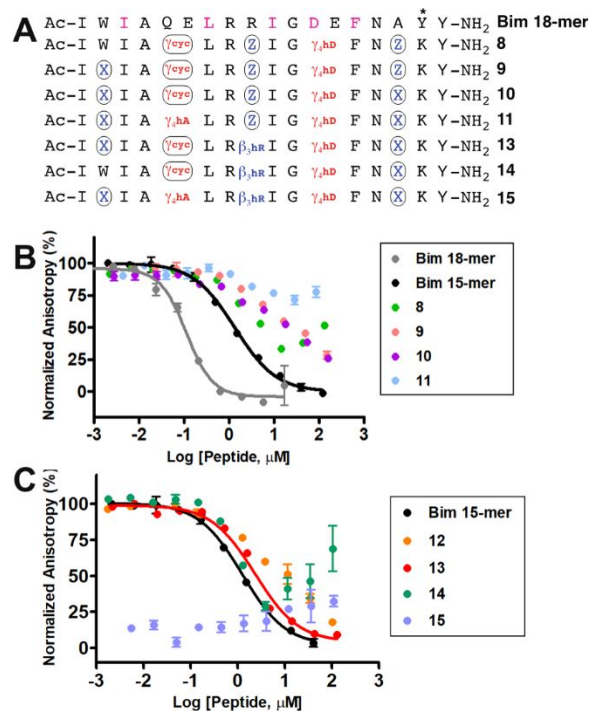 A
*
Ac-I W I A Q E L R R I G D E F N A Y Y-NH2 Bim 18-mer
Ac-I W I A γcyc L R Z I G γ4hD F N Z K Y-NH2 8
Ac-I X I A γcyc L R Z I G γ4hD F N Z K Y-NH2 9
Ac-I X I A γcyc L R Z I G γ4hD F N X K Y-NH2 10
Ac-I X I A γ4hA L R Z I G γ4hD F N X K Y-NH2 11
Ac-I X I A γcyc L R β3hR I G γ4hD F N X K Y-NH2 13
Ac-I W I A γcyc L R β3hR I G γ4hD F N X K Y-NH2 14
Ac-I X I A γ4hA L R β3hR I G γ4hD F N X K Y-NH2 15
B
Normalized Anisotropy (%)
100
75
50
25
0
-3 -2 -1 0 1 2 3
Log [Peptide, μM]
Bim 18-mer
Bim 15-mer
8
9
10
11
C
Normalized Anisotropy (%)
100
75
50
25
0
-3 -2 -1 0 1 2 3
Log [Peptide, μM]
Bim 15-mer
12
13
14
15